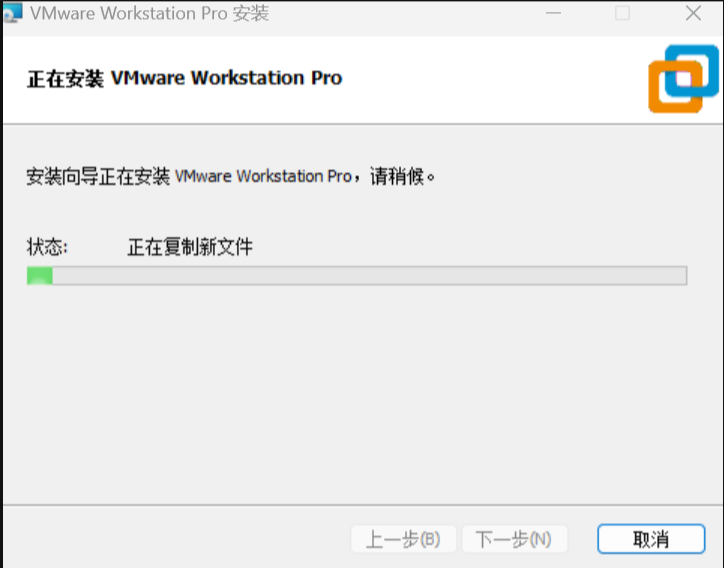 VMware Workstation Pro 安装
正在安装 VMware Workstation Pro
安装向导正在安装 VMware Workstation Pro，请稍候。
状态: 正在复制新文件
上一步(B) 下一步(N) 取消